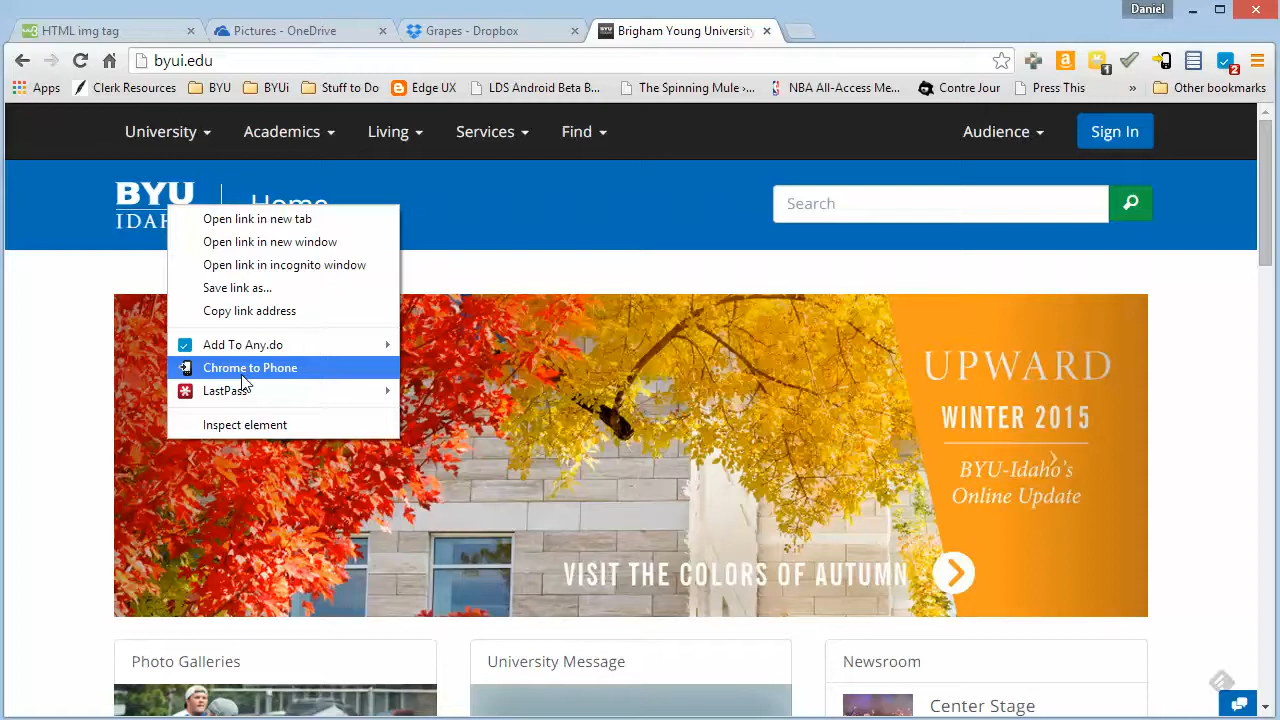 Daniel
HTML img tag
Pictures - OneDrive
Grapes - Dropbox
Brigham Young University
byui.edu
1
2
Apps
Clerk Resources
BYU
BYUi
Stuff to Do
Edge U...
LDS Android Beta B...
The Spinning Mule ›...
NBA All-Access Me...
Contre Jour
Press This
»
Other bookmarks
University
Academics
Living
Services
Find
Audience
Sign In
BYU
Home
Search
Open link in new tab
Open link in new window
Open link in incognito window
Save link as...
Copy link address
Add To Any.do
Chrome to Phone
LastPass
Inspect element
UPWARD
WINTER 2015
BYU-Idaho's
Online Update
VISIT THE COLORS OF AUTUMN
Photo Galleries
University Message
Newsroom
Center Stage